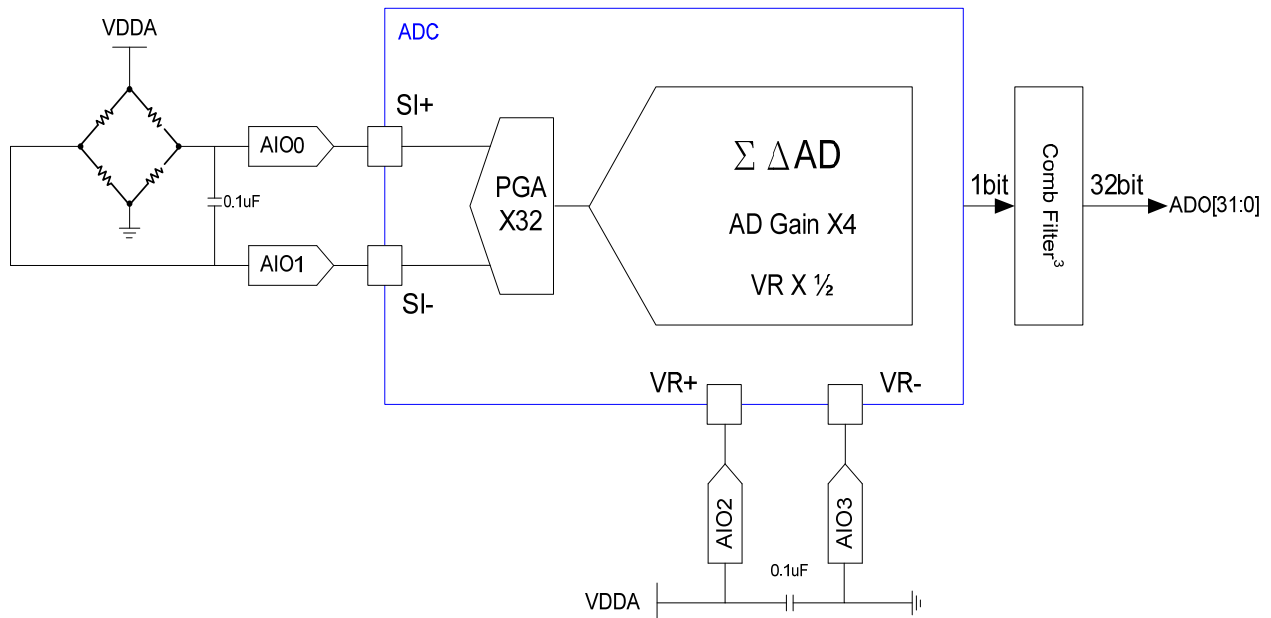 VDDA
ADC
SI+
AIO0
0.1uF
AIO1
SI-
PGA
X32
Σ Δ AD
AD Gain X4
VR X ½
1bit
Comb Filter³
32bit
ADO[31:0]
VR+
VR-
AIO2
AIO3
0.1uF
VDDA